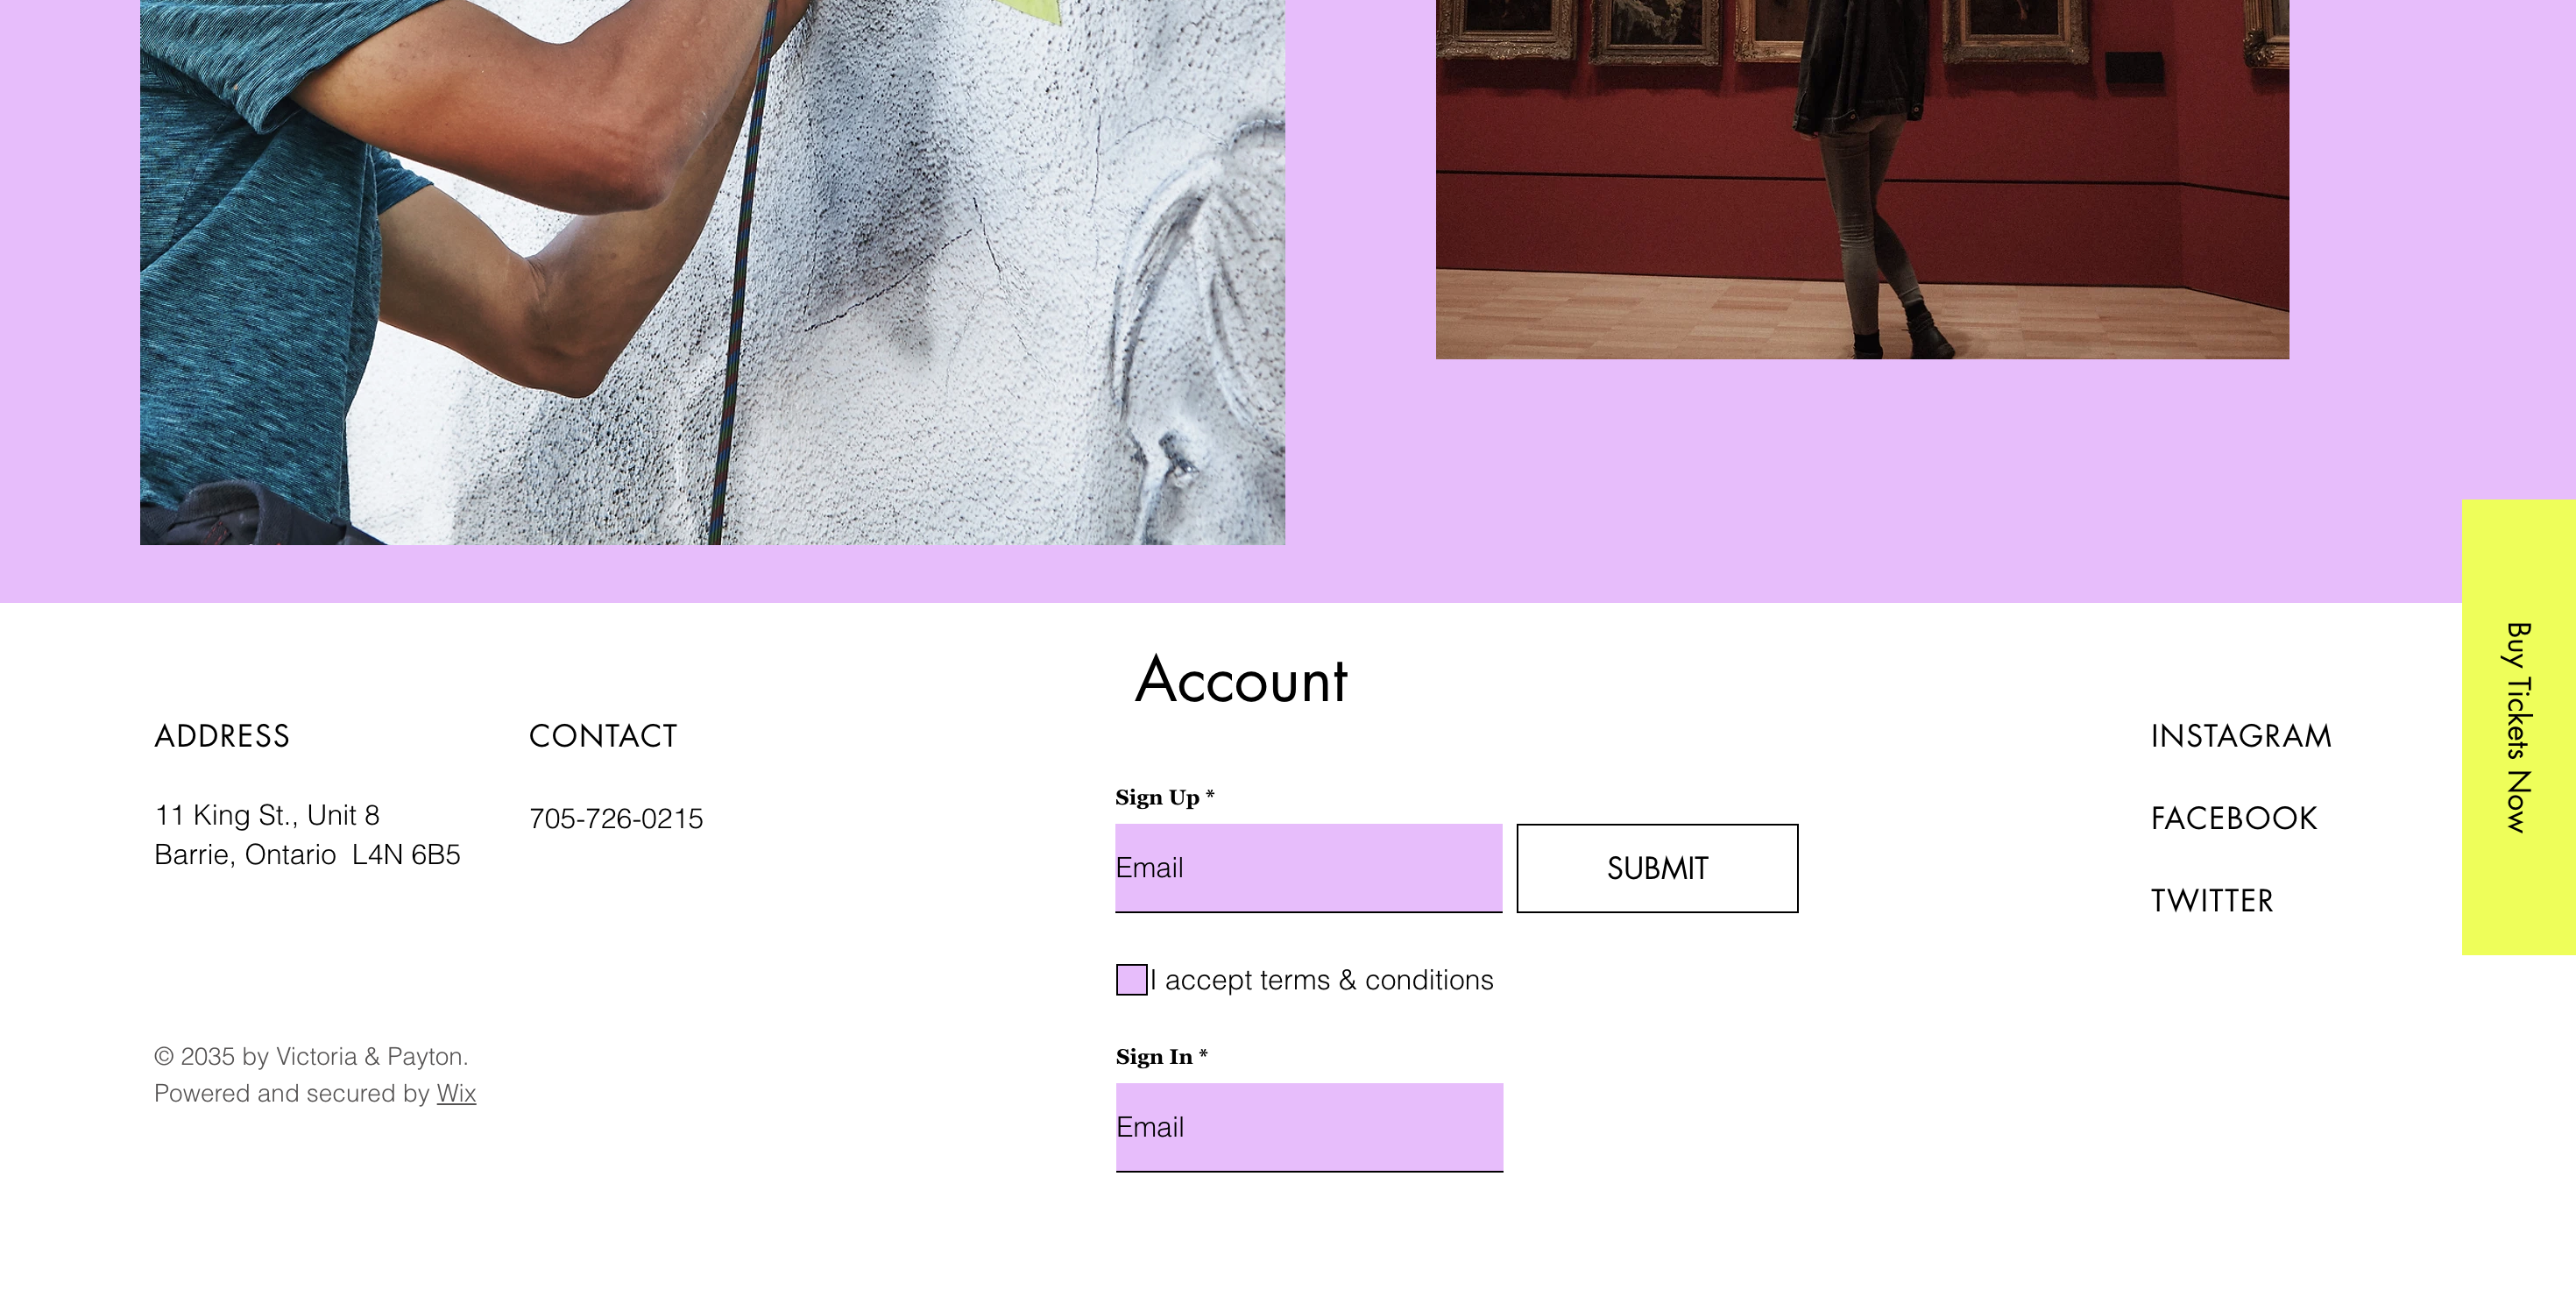 Account
ADDRESS
11 King St., Unit 8
Barrie, Ontario  L4N 6B5
CONTACT
705-726-0215
Sign Up *
Email
SUBMIT
I accept terms & conditions
Sign In *
Email
INSTAGRAM
FACEBOOK
TWITTER
Buy Tickets Now
© 2035 by Victoria & Payton.
Powered and secured by Wix